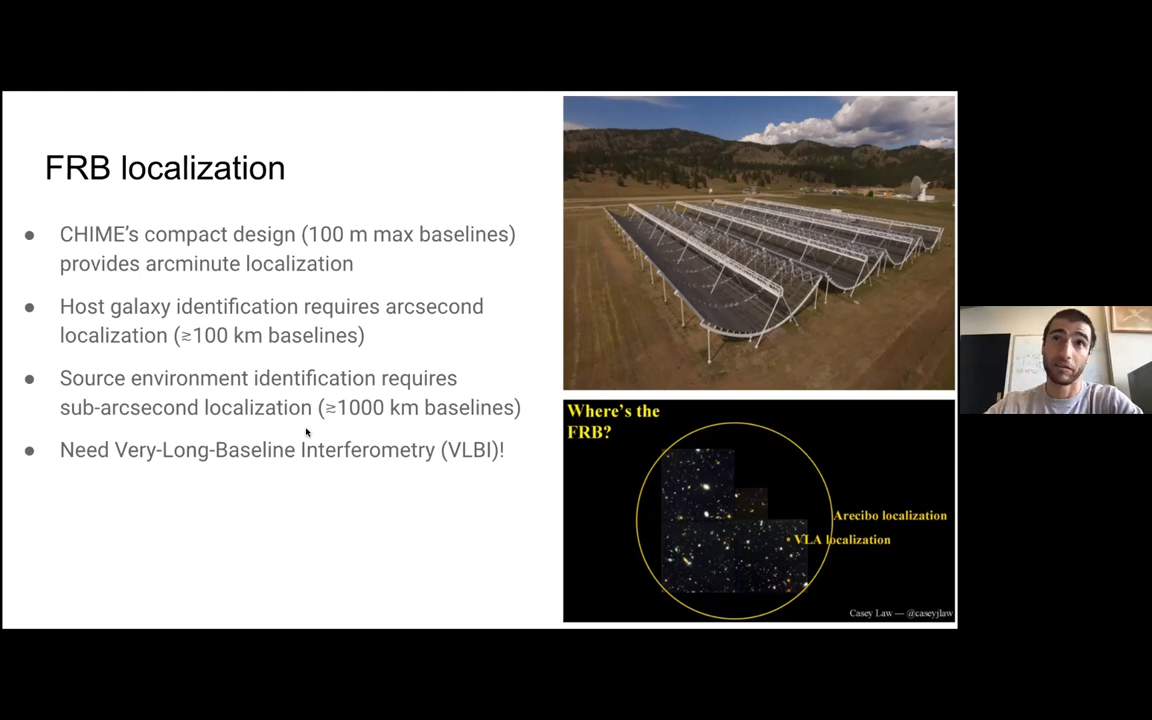 FRB localization
● CHIME’s compact design (100 m max baselines)
provides arcminute localization
● Host galaxy identification requires arcsecond
localization (≳100 km baselines)
● Source environment identification requires
sub-arcsecond localization (≳1000 km baselines)
● Need Very-Long-Baseline Interferometry (VLBI)!
Where’s the
FRB?
Arecibo localization
VLA localization
Casey Law — @caseyjlaw